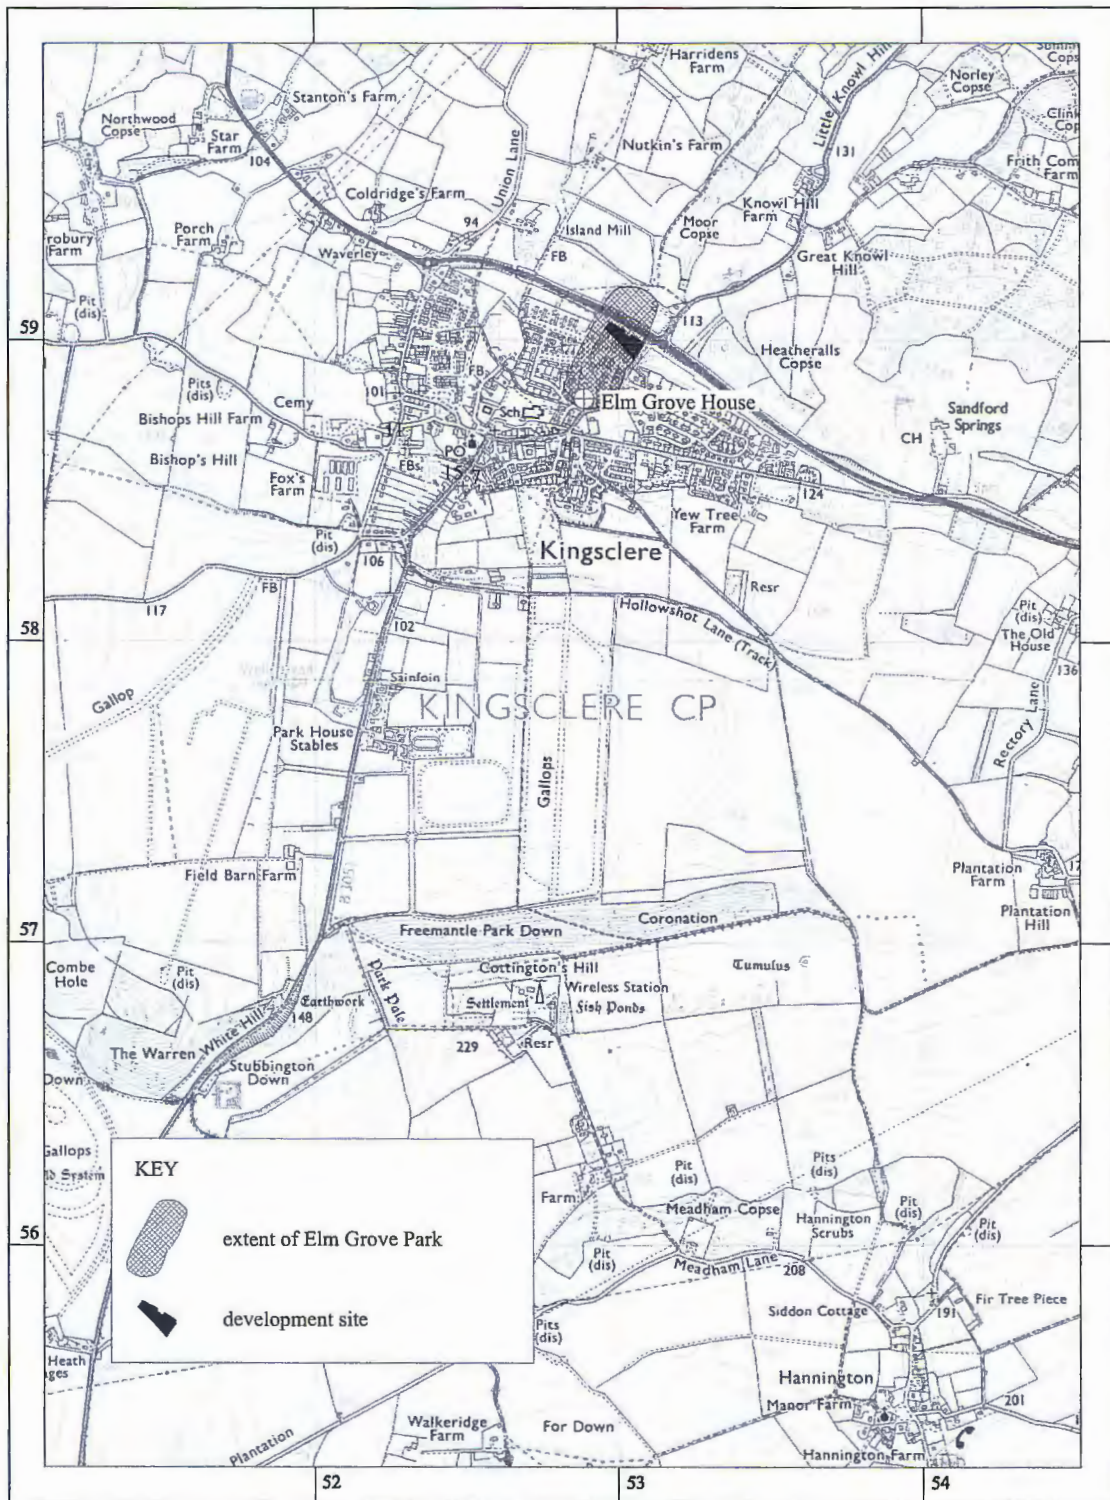 Harridens
Farm
Little Knowl Hill
Norley
Copse
Stanton's Farm
Northwood
Copse
Star
Farm
104
Union Lane
Nutkin's Farm
131
Frith Com
Farm
Coldridge's Farm
Knowl Hill
Farm
94
Moor
Copse
Island Mill
Porch
Farm
robury
Farm
Waverley
FB
Great Knowl
Hill
Pit
(dis)
59
113
Heatheralls
Copse
FB
Pits
(dis)
101
Cemy
Elm Grove House
Sch
Sandford
Springs
Bishops Hill Farm
CH
PO
Bishop's Hill
FBs
Fox's
Farm
124
Yew Tree
Farm
Pit
(dis)
Kingsclere
106
FB
Resr
117
Hollowshot Lane (Track)
Pit
(dis)
The Old
House
58
102
136
Sainfoin
Gallop
KINGSCLERE CP
Rectory Lane
Park House
Stables
Gallops
B 3051
Field Barn Farm
Plantation
Farm
17
Plantation
Hill
Coronation
57
Freemantle Park Down
Combe
Hole
Pit
(dis)
Park Pale
Cottington's Hill
Tumulus
Wireless Station
Earthwork
Settlement
Fish Ponds
148
White Hill
The Warren
229
Resr
Stubbington
Down
Down
Gallops
ld System
KEY
extent of Elm Grove Park
development site
Pit
(dis)
Pits
(dis)
Farm
Meadham Copse
Hannington
Scrubs
Pit
(dis)
Pit
(dis)
56
Pit
(dis)
Meadham Lane
208
Siddon Cottage
191
Fir Tree Piece
Pits
(dis)
Heath
ges
Hannington
Manor Farm
201
Walkeridge
Farm
For Down
Plantation
Hannington Farm
52
53
54